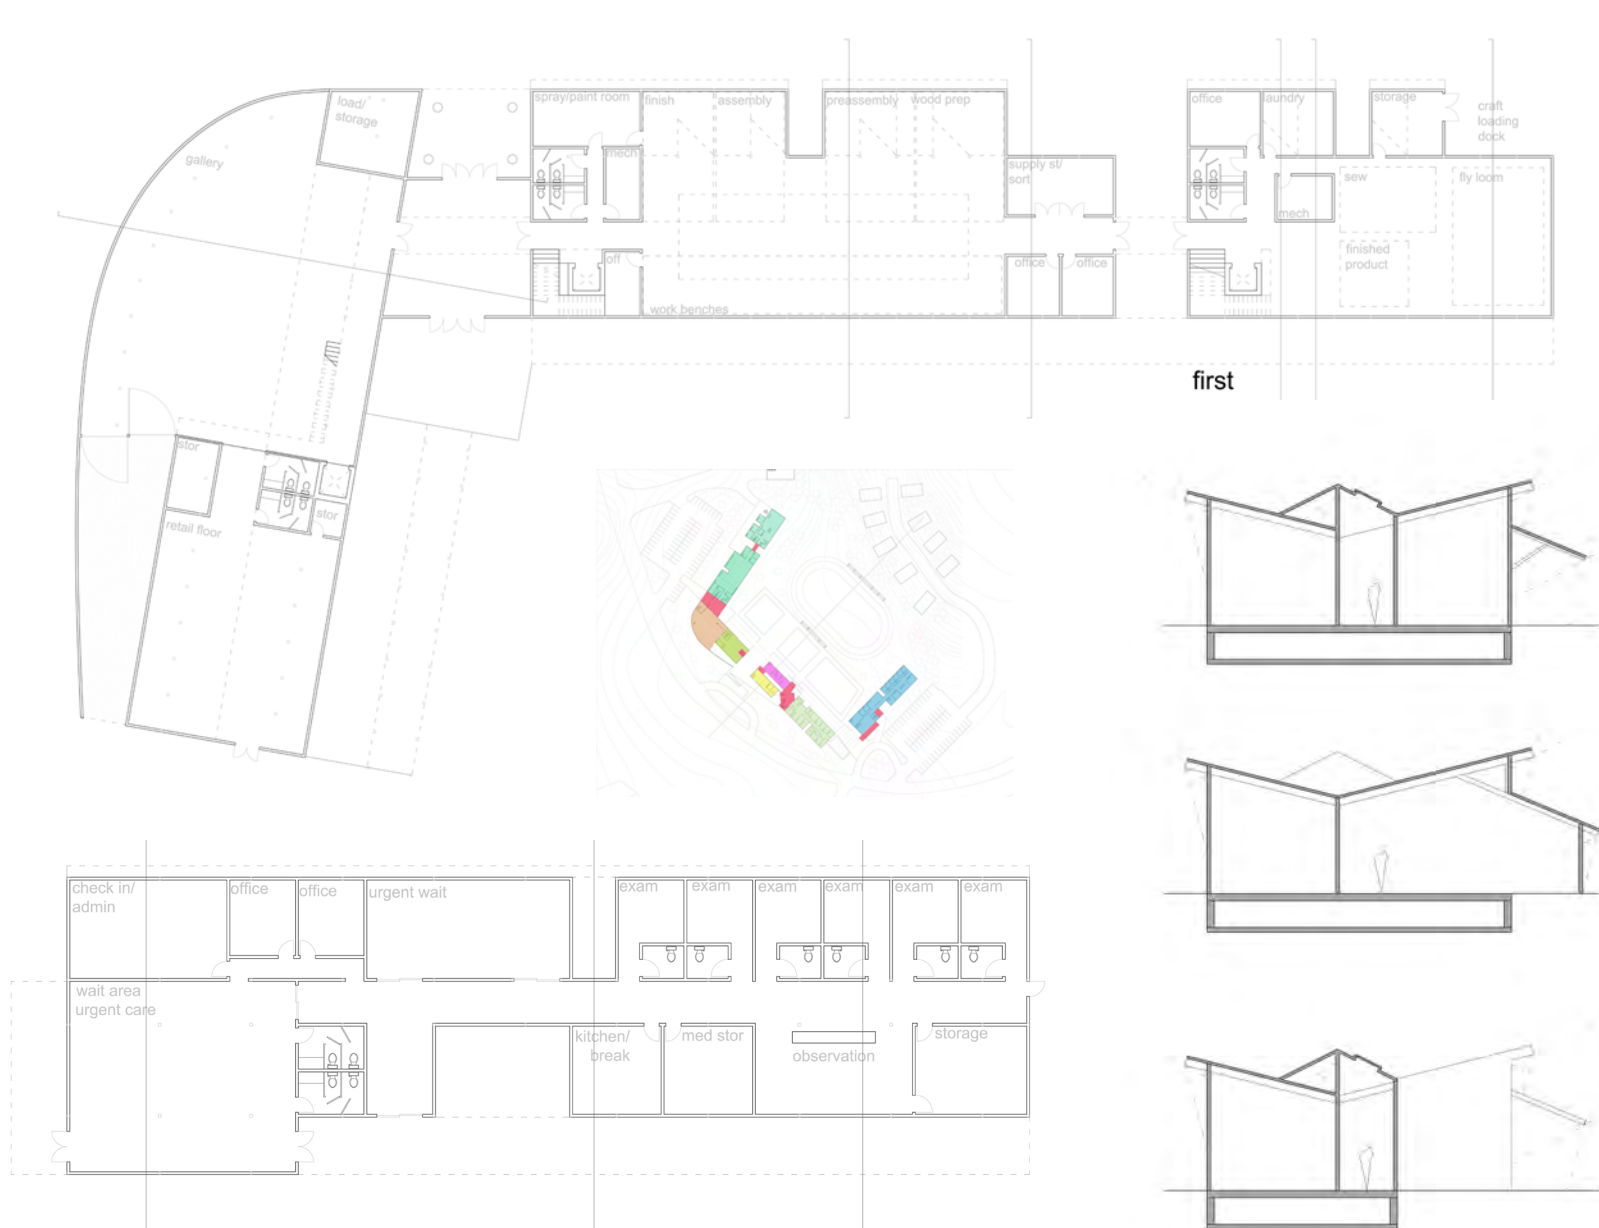 load/
storage
gallery
spray/paint room
finish
assembly
preassembly
wood prep
mech
supply st/
sort
off
office
office
work benches
office
laundry
storage
craft
loading
dock
sew
fly loom
mech
finished
product
first
stor
stor
retail floor
check in/
admin
office
office
urgent wait
exam
exam
exam
exam
exam
exam
wait area
urgent care
kitchen/
break
med stor
observation
storage